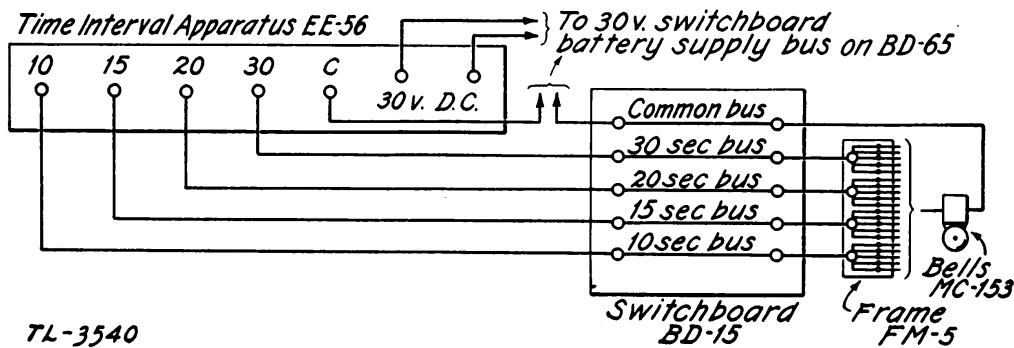 Time Interval Apparatus EE-56
To 30 v. switchboard
battery supply bus on BD-65
10 15 20 30 C
30 v. D.C.
Common bus
30 sec bus
20 sec bus
15 sec bus
10 sec bus
Bells
MC-153
Switchboard
BD-15
Frame
FM-5
TL-3540